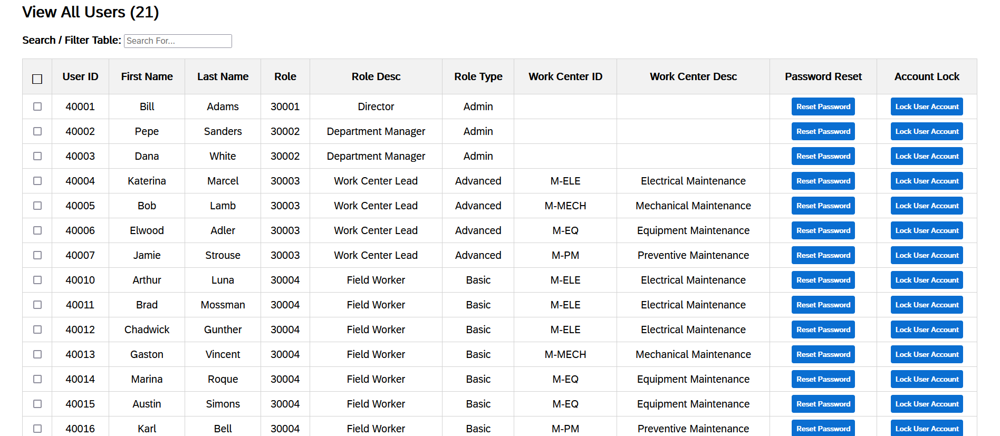 View All Users (21)
Search / Filter Table: Search For...
User ID First Name Last Name Role Role Desc Role Type Work Center ID Work Center Desc Password Reset Account Lock
40001 Bill Adams 30001 Director Admin Reset Password Lock User Account
40002 Pepe Sanders 30002 Department Manager Admin Reset Password Lock User Account
40003 Dana White 30002 Department Manager Admin Reset Password Lock User Account
40004 Katerina Marcel 30003 Work Center Lead Advanced M-ELE Electrical Maintenance Reset Password Lock User Account
40005 Bob Lamb 30003 Work Center Lead Advanced M-MECH Mechanical Maintenance Reset Password Lock User Account
40006 Elwood Adler 30003 Work Center Lead Advanced M-EQ Equipment Maintenance Reset Password Lock User Account
40007 Jamie Strouse 30003 Work Center Lead Advanced M-PM Preventive Maintenance Reset Password Lock User Account
40010 Arthur Luna 30004 Field Worker Basic M-ELE Electrical Maintenance Reset Password Lock User Account
40011 Brad Mossman 30004 Field Worker Basic M-ELE Electrical Maintenance Reset Password Lock User Account
40012 Chadwick Gunther 30004 Field Worker Basic M-ELE Electrical Maintenance Reset Password Lock User Account
40013 Gaston Vincent 30004 Field Worker Basic M-MECH Mechanical Maintenance Reset Password Lock User Account
40014 Marina Roque 30004 Field Worker Basic M-EQ Equipment Maintenance Reset Password Lock User Account
40015 Austin Simons 30004 Field Worker Basic M-EQ Equipment Maintenance Reset Password Lock User Account
40016 Karl Bell 30004 Field Worker Basic M-PM Preventive Maintenance Reset Password Lock User Account